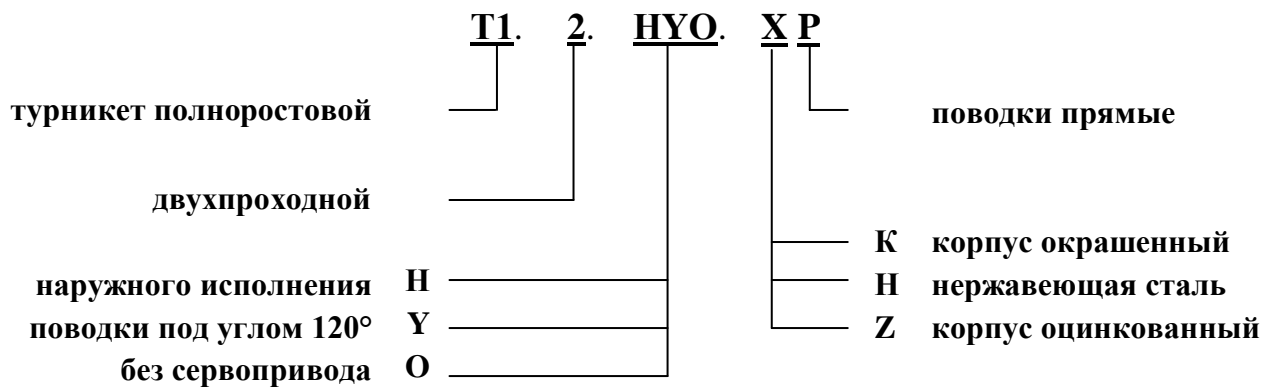 Т1. 2. НYО. Х Р
турникет полноростовой
поводки прямые
двухпроходной
К корпус окрашенный
наружного исполнения Н
Н нержавеющая сталь
поводки под углом 120° Y
Z корпус оцинкованный
без сервопривода О